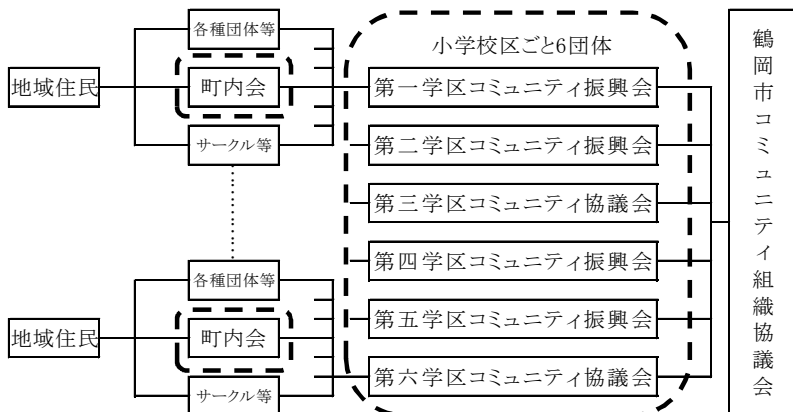 各種団体等
地域住民
町内会
サークル等
小学校区ごと6団体
第一学区コミュニティ振興会
第二学区コミュニティ振興会
第三学区コミュニティ協議会
第四学区コミュニティ振興会
第五学区コミュニティ振興会
第六学区コミュニティ協議会
各種団体等
地域住民
町内会
サークル等
鶴岡市コミュニティ組織協議会